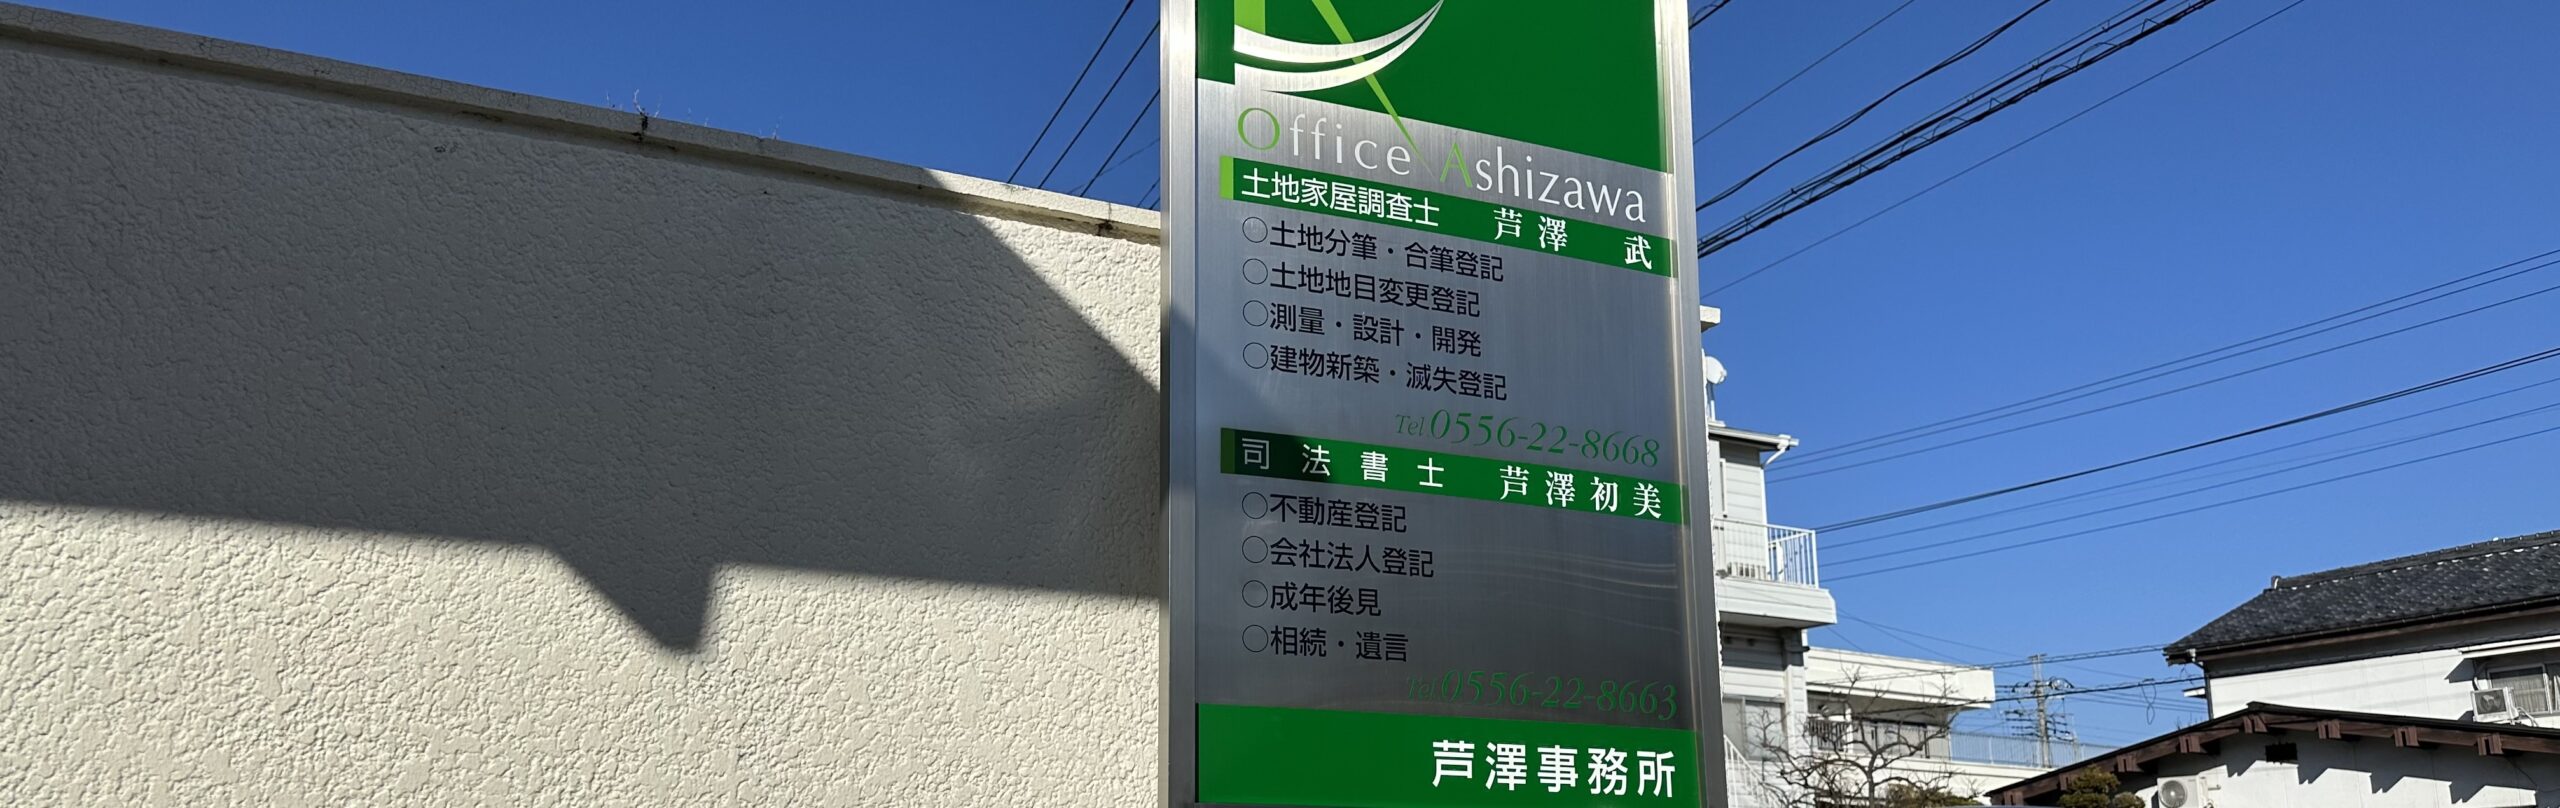 Office Ashizawa
土地家屋調査士 芦澤 武
○土地分筆・合筆登記
○土地地目変更登記
○測量・設計・開発
○建物新築・滅失登記
Tel.0556-22-8668
司法書士 芦澤初美
○不動産登記
○会社法人登記
○成年後見
○相続・遺言
Tel.0556-22-8663
芦澤事務所